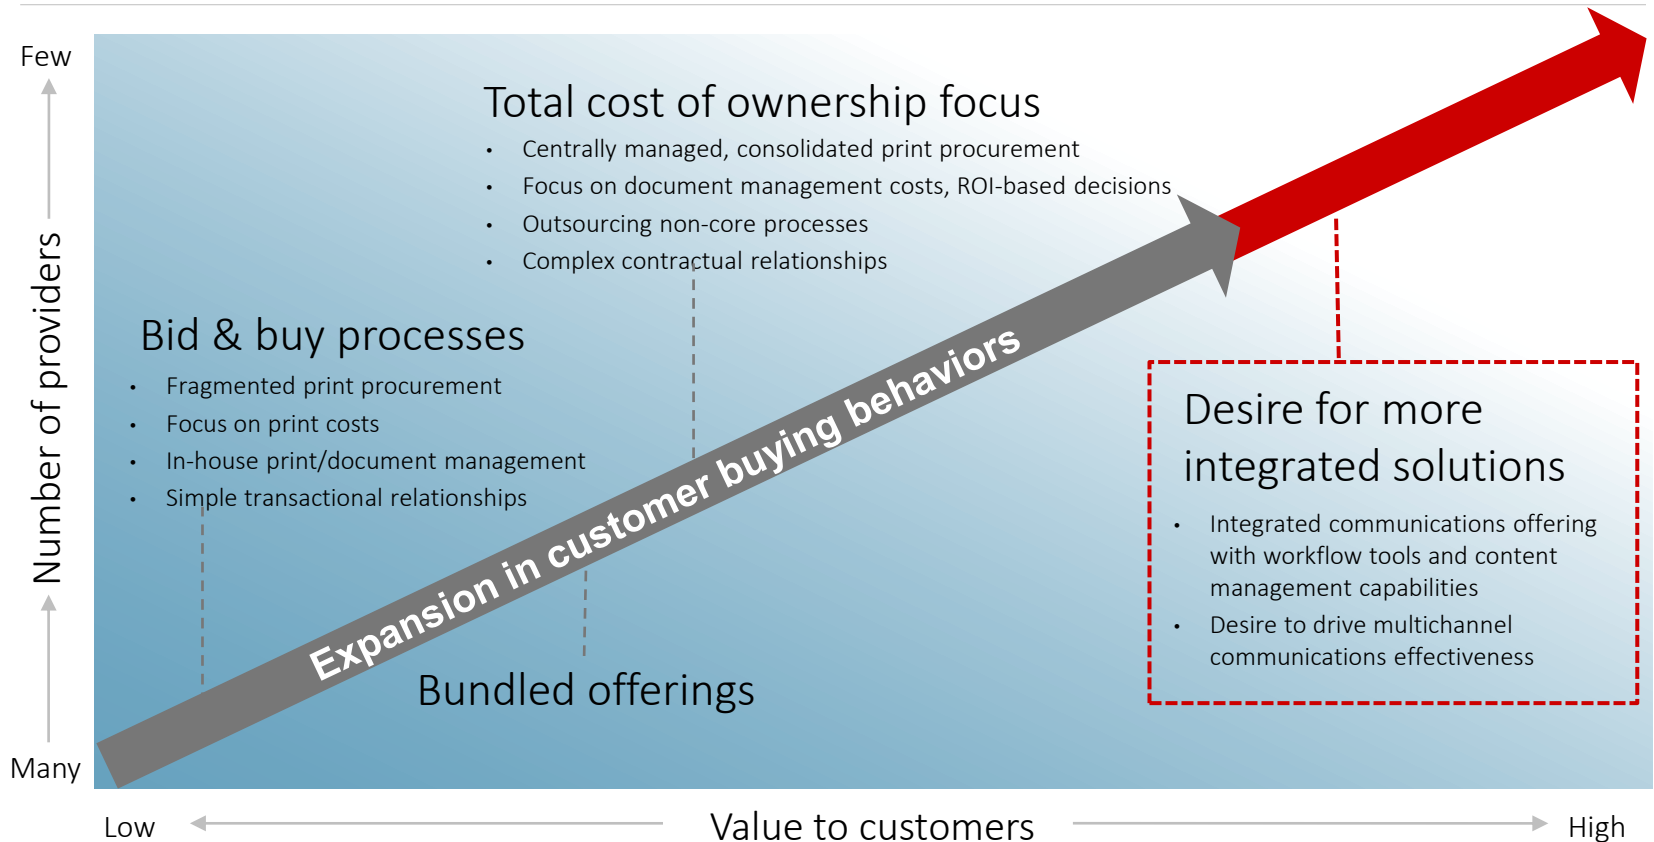 Few
Number of providers
Many
Total cost of ownership focus
• Centrally managed, consolidated print procurement
• Focus on document management costs, ROI-based decisions
• Outsourcing non-core processes
• Complex contractual relationships
Bid & buy processes
• Fragmented print procurement
• Focus on print costs
• In-house print/document management
• Simple transactional relationships
Expansion in customer buying behaviors
Bundled offerings
Desire for more
integrated solutions
• Integrated communications offering
with workflow tools and content
management capabilities
• Desire to drive multichannel
communications effectiveness
Low
Value to customers
High